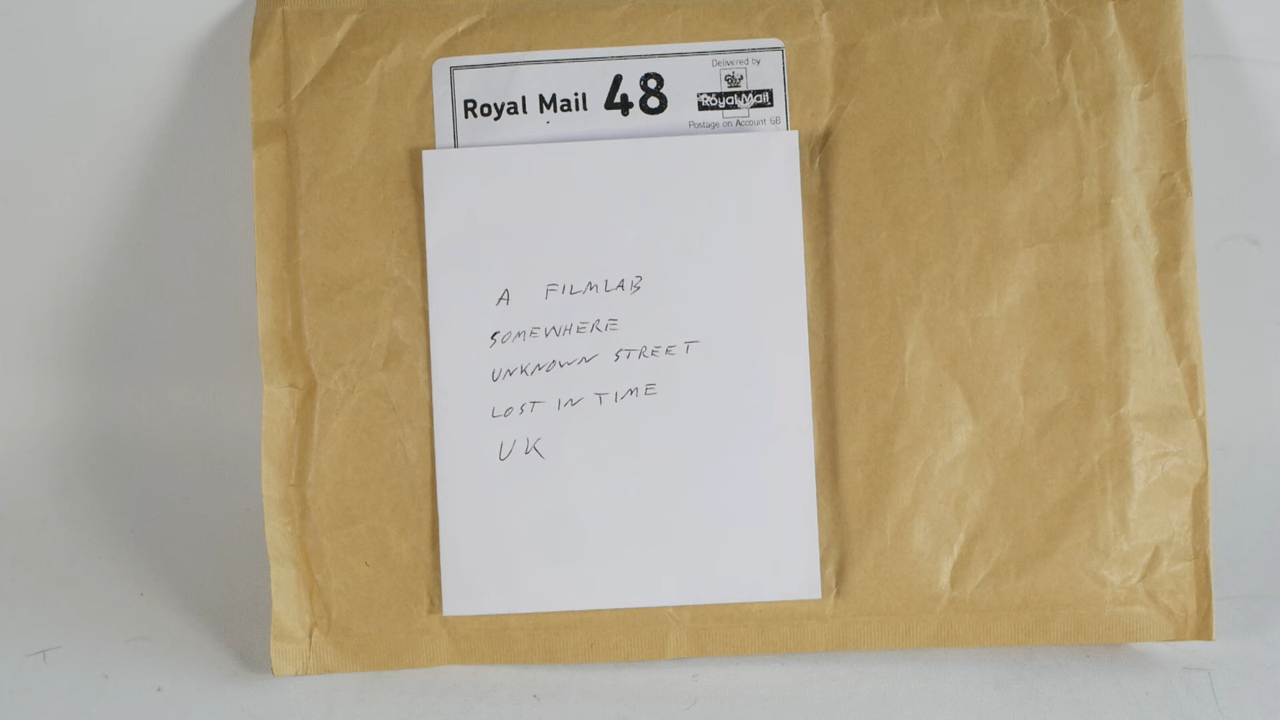 Delivered by
Royal Mail 48
Royal Mail
Postage on Account GB
A FILMLAB
SOMEWHERE
UNKNOWN STREET
LOST IN TIME
UK